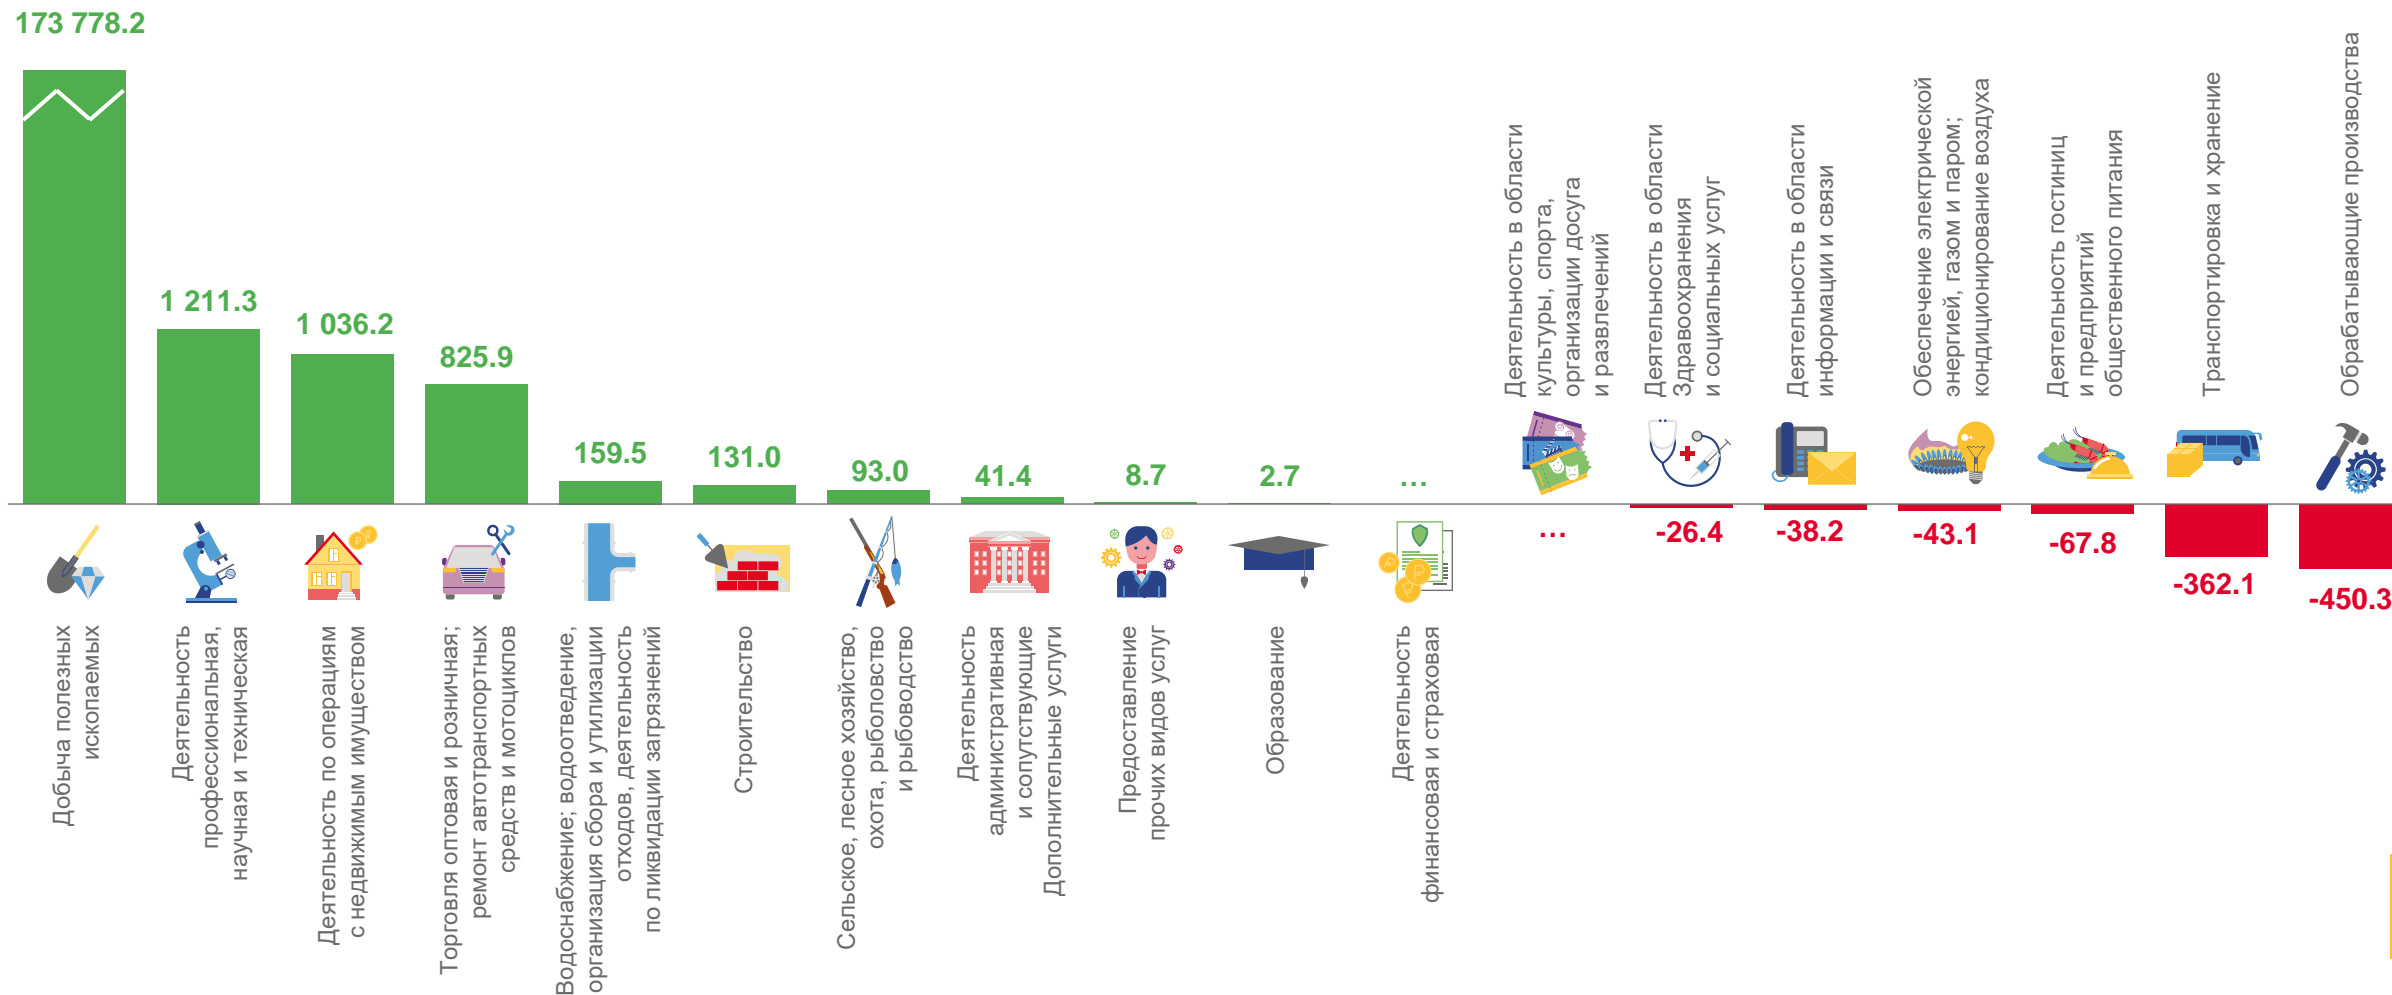 173 778.2
Добыча полезных
ископаемых
1 211.3
Деятельность
профессиональная,
научная и техническая
1 036.2
Деятельность по операциям
с недвижимым имуществом
825.9
Торговля оптовая и розничная;
ремонт автотранспортных
средств и мотоциклов
159.5
Водоснабжение; водоотведение,
организация сбора и утилизации
отходов, деятельность
по ликвидации загрязнений
131.0
Строительство
93.0
Сельское, лесное хозяйство,
охота, рыболовство
и рыбоводство
41.4
Деятельность
административная
и сопутствующие
Дополнительные услуги
8.7
Предоставление
прочих видов услуг
2.7
Образование
...
Деятельность
финансовая и страховая
Деятельность в области
культуры, спорта,
организации досуга
и развлечений
...
Деятельность в области
Здравоохранения
и социальных услуг
-26.4
Деятельность в области
информации и связи
-38.2
Обеспечение электрической
энергией, газом и паром;
кондиционирование воздуха
-43.1
Деятельность гостиниц
и предприятий
общественного питания
-67.8
Транспортировка и хранение
-362.1
Обрабатывающие производства
-450.3